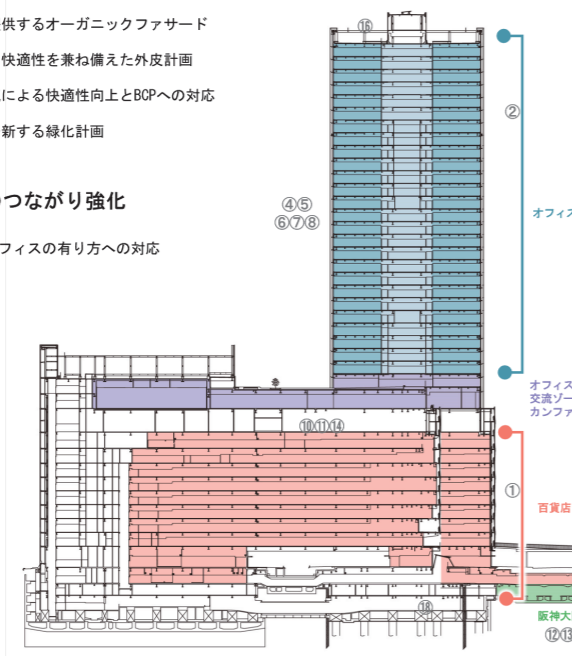 供するオーガニックファサード
快適性を兼ね備えた外皮計画
による快適性向上とBCPへの対応
新する緑化計画
つながり強化
フィスの有り方への対応
⑯
②
④⑤
⑥⑦⑧
オフィス
オフィス
交流ゾー
カンファ
⑩⑪⑭
①
百貨店
⑱
阪神大
⑫⑬